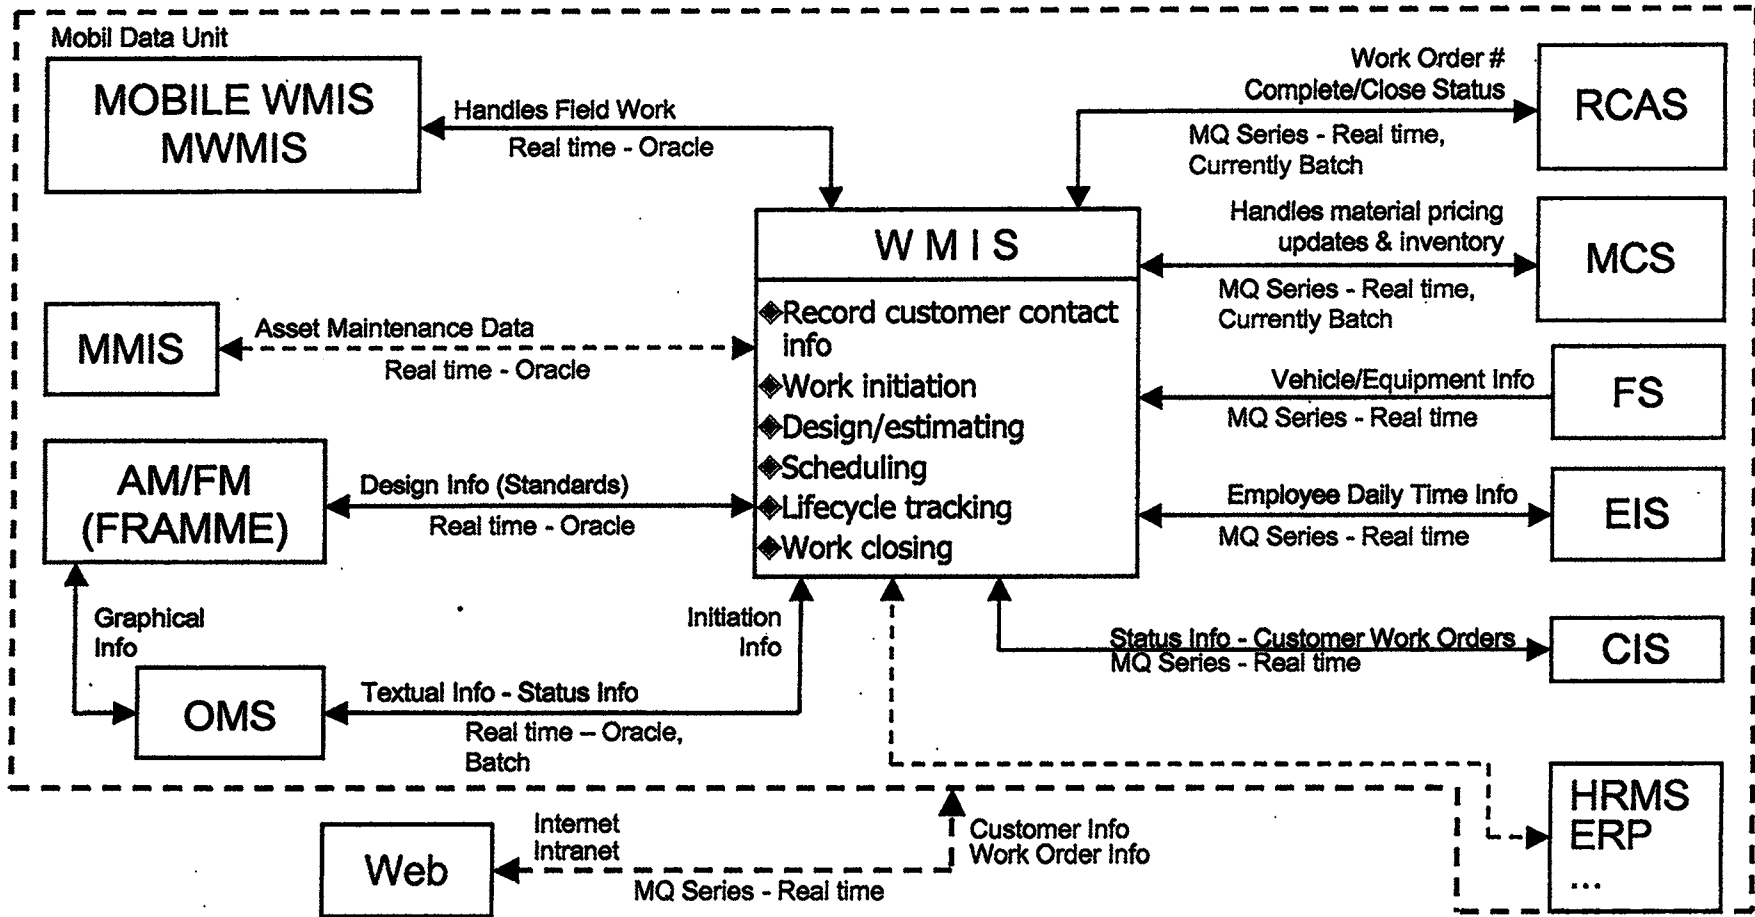 Mobil Data Unit
MOBILE WMIS
MWMIS
Handles Field Work
Real time - Oracle
Work Order #
Complete/Close Status
MQ Series - Real time,
Currently Batch
RCAS
Handles material pricing
updates & inventory
MQ Series - Real time,
Currently Batch
MCS
W M I S
Record customer contact
info
Work initiation
Design/estimating
Scheduling
Lifecycle tracking
Work closing
MMIS
Asset Maintenance Data
Real time - Oracle
Vehicle/Equipment Info
MQ Series - Real time
FS
AM/FM
(FRAMME)
Design Info (Standards)
Real time - Oracle
Employee Daily Time Info
MQ Series - Real time
EIS
Graphical
Info
Initiation
Info
Status Info - Customer Work Orders
MQ Series - Real time
CIS
OMS
Textual Info - Status Info
Real time – Oracle,
Batch
HRMS
ERP
...
Web
Internet
Intranet
MQ Series - Real time
Customer Info
Work Order Info